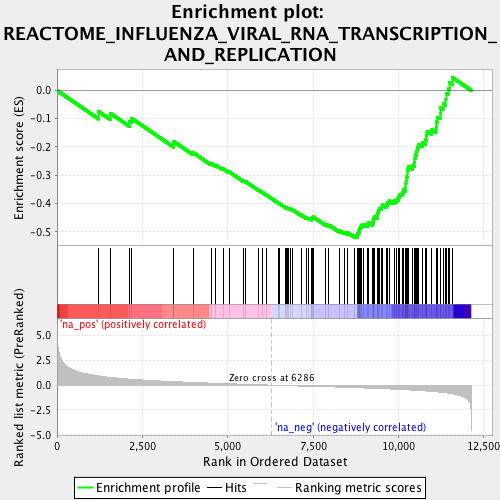 Enrichment plot:
REACTOME_INFLUENZA_VIRAL_RNA_TRANSCRIPTION_
AND_REPLICATION
Enrichment score (ES)
0.0
-0.1
-0.2
-0.3
-0.4
-0.5
'na_pos' (positively correlated)
Ranked list metric (PreRanked)
5.0
2.5
0.0
-2.5
-5.0
Zero cross at 6286
'na_neg' (negatively correlated)
0 2,500 5,000 7,500 10,000 12,500
Rank in Ordered Dataset
Enrichment profile Hits Ranking metric scores